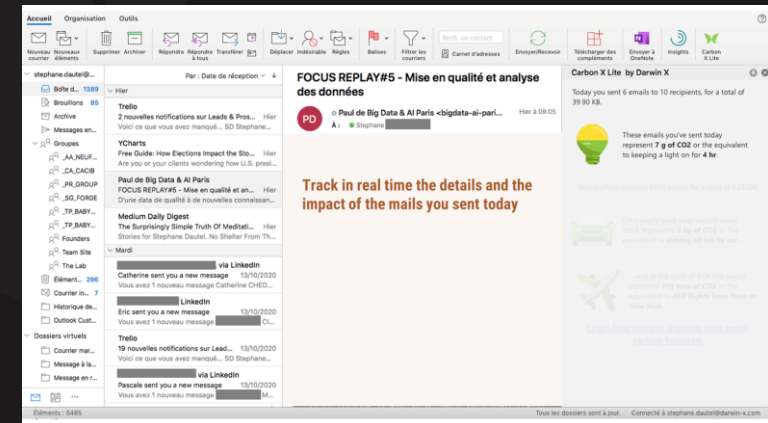 Accueil Organisation Outils
Nouveau courrier
Nouveaux éléments
Supprimer
Archiver
Répondre
Répondre à tous
Transférer
Déplacer
Indésirable
Règles
Balises
Filtrer les courriers
Rech. un contact
Carnet d'adresses
Envoyer/Recevoir
Télécharger des compléments
Envoyer à OneNote
Insights
Carbon X Lite
stephane.dautel@...
Boîte d... 1389
Brouillons 85
Archive
Messages en...
Groupes
_AA_NEUF...
_CA_CACIB
_PR_GROUP
_SG_FORGE
_TP_BABY...
_TP_BABY...
Founders
Team Site
The Lab
Élément... 296
Courrier in... 7
Historique de...
Outlook Cust...
Dossiers virtuels
Courrier mar...
Message à la...
Message en r...
Par : Date de réception
Hier
Trello
2 nouvelles notifications sur Leads & Pros... Hier
Voici ce que vous avez manqué... SD Stephane...
YCharts
Free Guide: How Elections Impact the Sto... Hier
Are you or your clients wondering how U.S. presi...
Paul de Big Data & AI Paris
FOCUS REPLAY#5 - Mise en qualité et an... Hier
D'une data de qualité à de nouvelles connaissan...
Medium Daily Digest
The Surprisingly Simple Truth Of Meditati... Hier
Stories for Stephane Dautel. No Shelter From Th...
Mardi
, via LinkedIn
Catherine sent you a new message 13/10/2020
Vous avez 1 nouveau message Catherine CHED...
LinkedIn
Eric sent you a new message 13/10/2020
Vous avez 1 nouveau message Cl...
Trello
19 nouvelles notifications sur Lead... 13/10/2020
Voici ce que vous avez manqué... SD Stephane...
via LinkedIn
Pascale sent you a new message 13/10/2020
Vous avez 1 nouveau message M...
FOCUS REPLAY#5 - Mise en qualité et analyse
des données
PD
Paul de Big Data & AI Paris <bigdata-ai-pari... Hier à 09:05
À : Stephane
Track in real time the details and the
impact of the mails you sent today
Carbon X Lite by Darwin X
Today you sent 6 emails to 10 recipients, for a total of
39.90 KB.
These emails you've sent today
represent 7 g of CO2 or the equivalent
to keeping a light on for 4 hr.
Éléments : 5485
Tous les dossiers sont à jour. Connecté à stephane.dautel@darwin-x.com